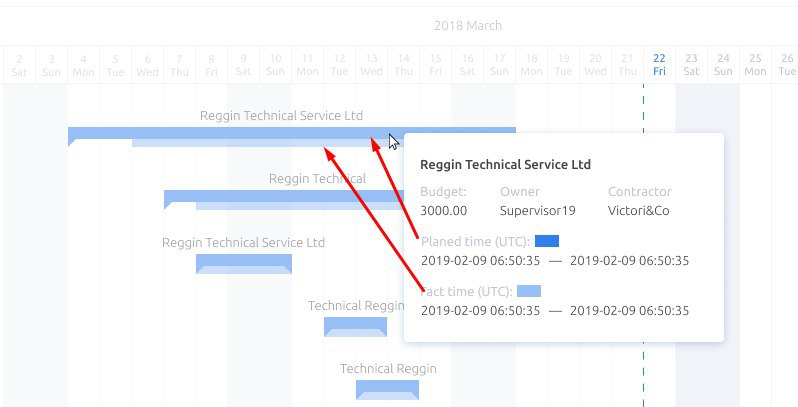 2018 March
2 3 4 5 6 7 8 9 10 11 12 13 14 15 16 17 18 19 20 21 22 23 24 25 26
Sat Sun Mon Tue Wed Thu Fri Sat Sun Mon Tue Wed Thu Fri Sat Sun Mon Tue Wed Thu Fri Sat Sun Mon Tue
Reggin Technical Service Ltd
Reggin Technical
Reggin Technical Service Ltd
Technical Reggin
Technical Reggin
Reggin Technical Service Ltd
Budget: Owner Contractor
3000.00 Supervisor19 Victori&Co
Planed time (UTC):
2019-02-09 06:50:35 — 2019-02-09 06:50:35
Fact time (UTC):
2019-02-09 06:50:35 — 2019-02-09 06:50:35